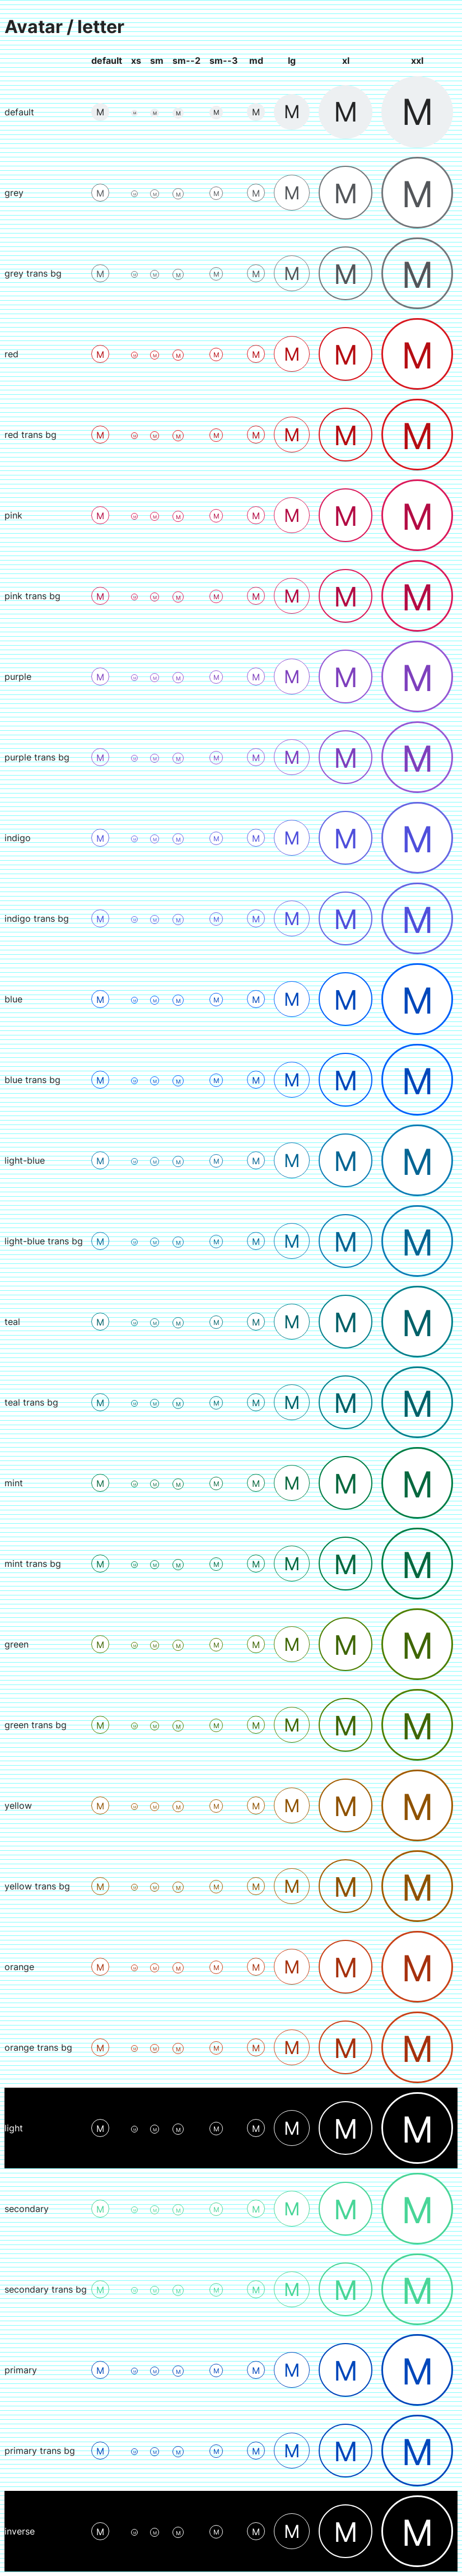 Avatar / letter
default xs sm sm--2 sm--3 md lg xl xxl
default M M M M M M M M M
grey M M M M M M M M M
grey trans bg M M M M M M M M M
red M M M M M M M M M
red trans bg M M M M M M M M M
pink M M M M M M M M M
pink trans bg M M M M M M M M M
purple M M M M M M M M M
purple trans bg M M M M M M M M M
indigo M M M M M M M M M
indigo trans bg M M M M M M M M M
blue M M M M M M M M M
blue trans bg M M M M M M M M M
light-blue M M M M M M M M M
light-blue trans bg M M M M M M M M M
teal M M M M M M M M M
teal trans bg M M M M M M M M M
mint M M M M M M M M M
mint trans bg M M M M M M M M M
green M M M M M M M M M
green trans bg M M M M M M M M M
yellow M M M M M M M M M
yellow trans bg M M M M M M M M M
orange M M M M M M M M M
orange trans bg M M M M M M M M M
light M M M M M M M M M
secondary M M M M M M M M M
secondary trans bg M M M M M M M M M
primary M M M M M M M M M
primary trans bg M M M M M M M M M
inverse M M M M M M M M M